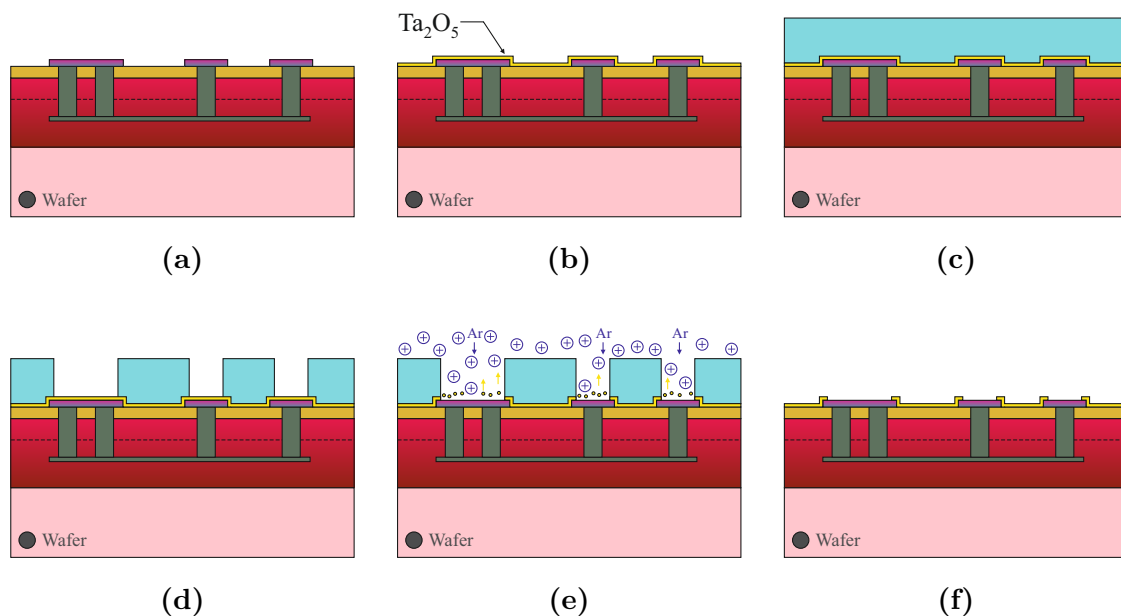 Ta₂O₅
Wafer
Wafer
Wafer
(a)
(b)
(c)
Ar
Ar
Ar
Wafer
Wafer
Wafer
(d)
(e)
(f)